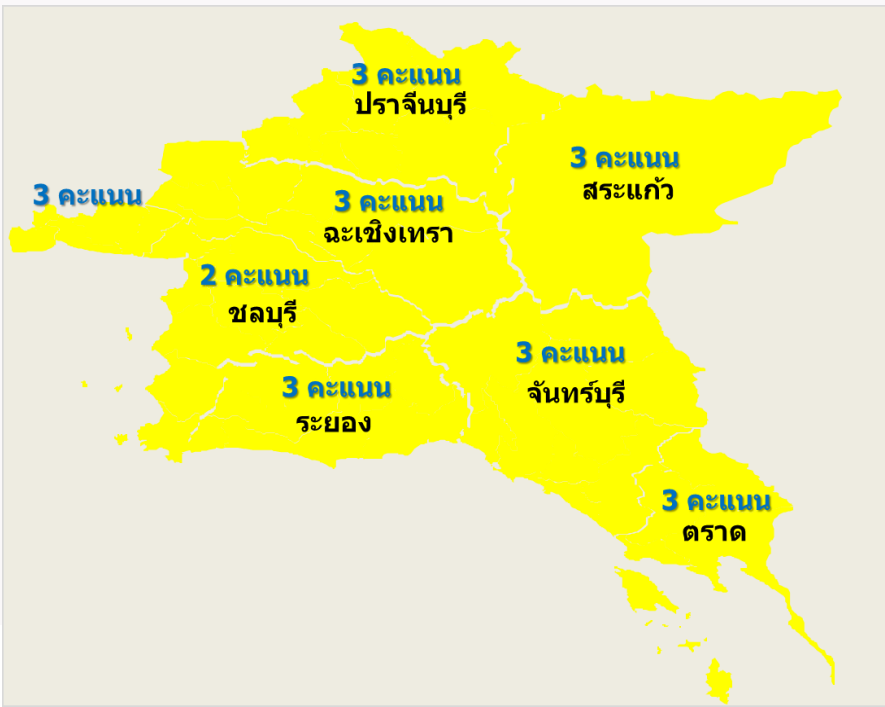 3 คะแนน
ปราจีนบุรี
3 คะแนน
สระแก้ว
3 คะแนน
3 คะแนน
ฉะเชิงเทรา
2 คะแนน
ชลบุรี
3 คะแนน
จันทร์บุรี
3 คะแนน
ระยอง
3 คะแนน
ตราด